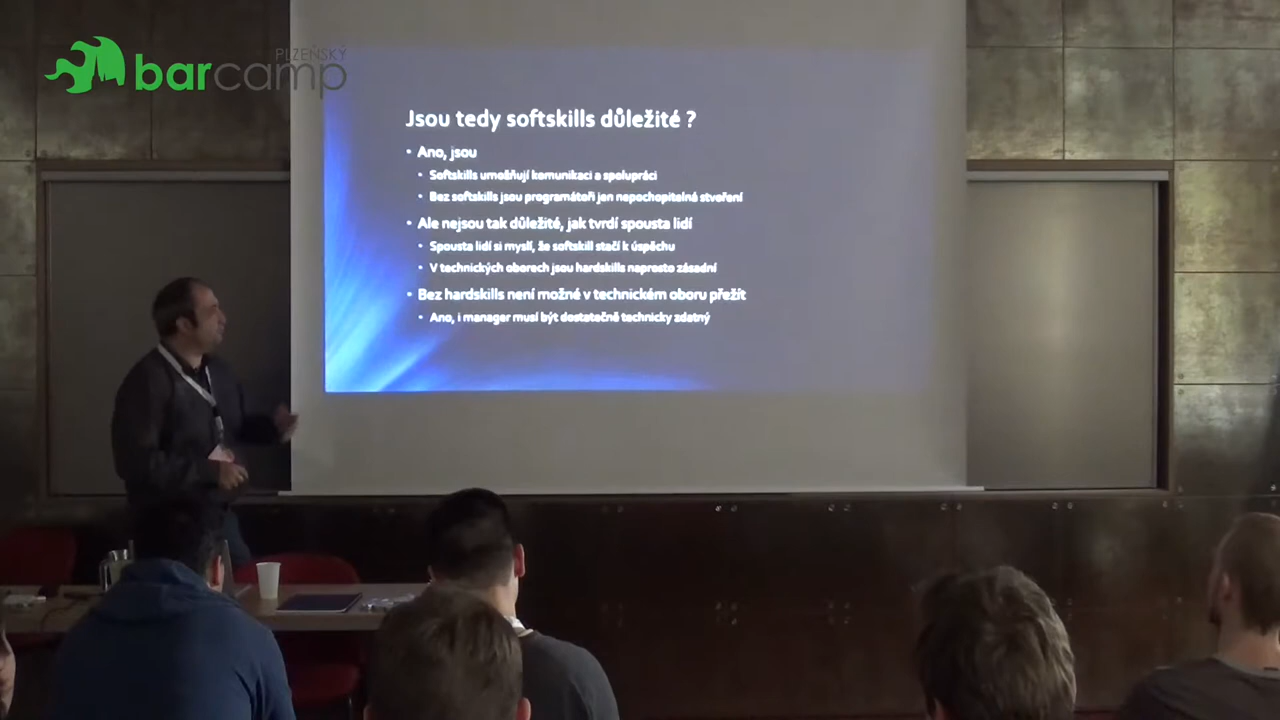 PLZEŇSKÝ
barcamp
Jsou tedy softskills důležité ?
• Ano, jsou
• Softskills umožňují komunikaci a spolupráci
• Bez softskills jsou programátoři jen nepochopitelná stvoření
• Ale nejsou tak důležité, jak tvrdí spousta lidí
• Spousta lidí si myslí, že softskill stačí k úspěchu
• V technických oborech jsou hardskills naprosto zásadní
• Bez hardskills není možné v technickém oboru přežít
• Ano, i manager musí být dostatečně technicky zdatný